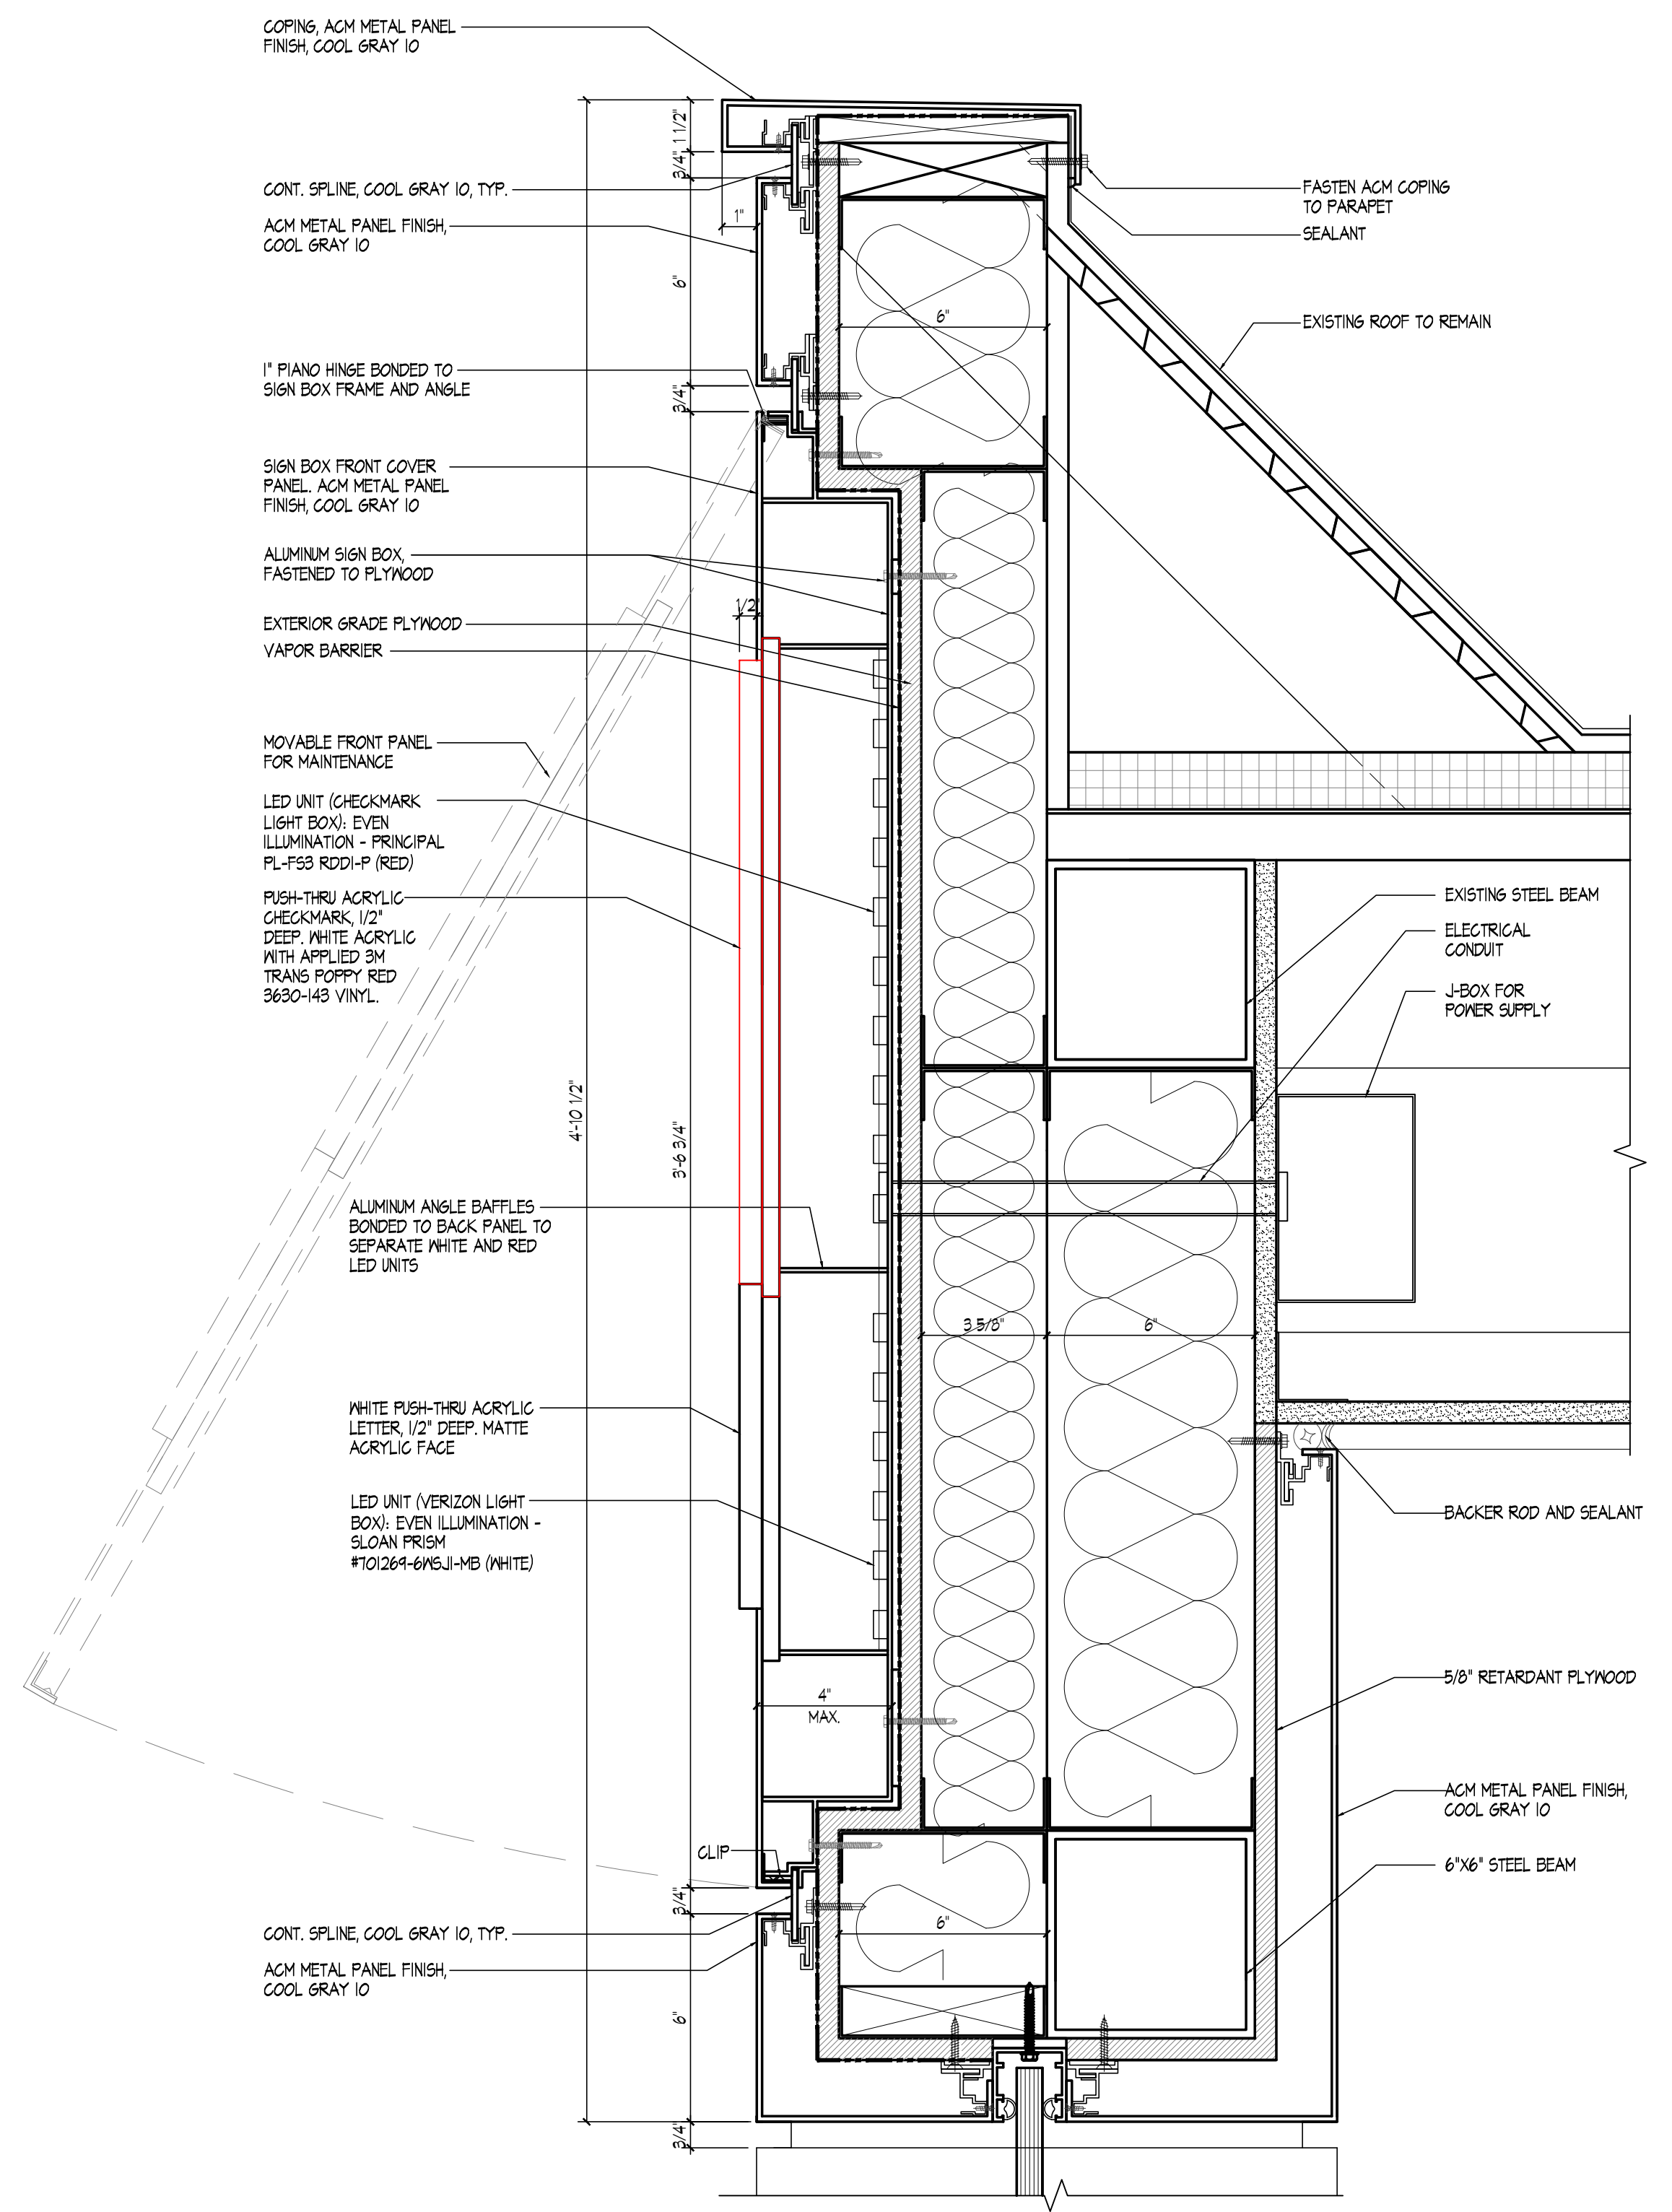 COPING, ACM METAL PANEL
FINISH, COOL GRAY 10
CONT. SPLINE, COOL GRAY 10, TYP.
ACM METAL PANEL FINISH,
COOL GRAY 10
1" PIANO HINGE BONDED TO
SIGN BOX FRAME AND ANGLE
SIGN BOX FRONT COVER
PANEL. ACM METAL PANEL
FINISH, COOL GRAY 10
ALUMINUM SIGN BOX,
FASTENED TO PLYWOOD
EXTERIOR GRADE PLYWOOD
VAPOR BARRIER
MOVABLE FRONT PANEL
FOR MAINTENANCE
LED UNIT (CHECKMARK
LIGHT BOX): EVEN
ILLUMINATION - PRINCIPAL
PL-FS3 RDD1-P (RED)
PUSH-THRU ACRYLIC
CHECKMARK, 1/2"
DEEP. WHITE ACRYLIC
WITH APPLIED 3M
TRANS POPPY RED
3630-143 VINYL.
ALUMINUM ANGLE BAFFLES
BONDED TO BACK PANEL TO
SEPARATE WHITE AND RED
LED UNITS
WHITE PUSH-THRU ACRYLIC
LETTER, 1/2" DEEP. MATTE
ACRYLIC FACE
LED UNIT (VERIZON LIGHT
BOX): EVEN ILLUMINATION -
SLOAN PRISM
#701269-6WSJ1-MB (WHITE)
CLIP
CONT. SPLINE, COOL GRAY 10, TYP.
ACM METAL PANEL FINISH,
COOL GRAY 10
4'-10 1/2"
1 1/2"
3/4"
1"
6"
3/4"
1/2"
3'-6 3/4"
3/4"
6"
3/4"
6"
3 5/8"
6"
4"
MAX.
6"
FASTEN ACM COPING
TO PARAPET
SEALANT
EXISTING ROOF TO REMAIN
EXISTING STEEL BEAM
ELECTRICAL
CONDUIT
J-BOX FOR
POWER SUPPLY
BACKER ROD AND SEALANT
5/8" RETARDANT PLYWOOD
ACM METAL PANEL FINISH,
COOL GRAY 10
6"X6" STEEL BEAM